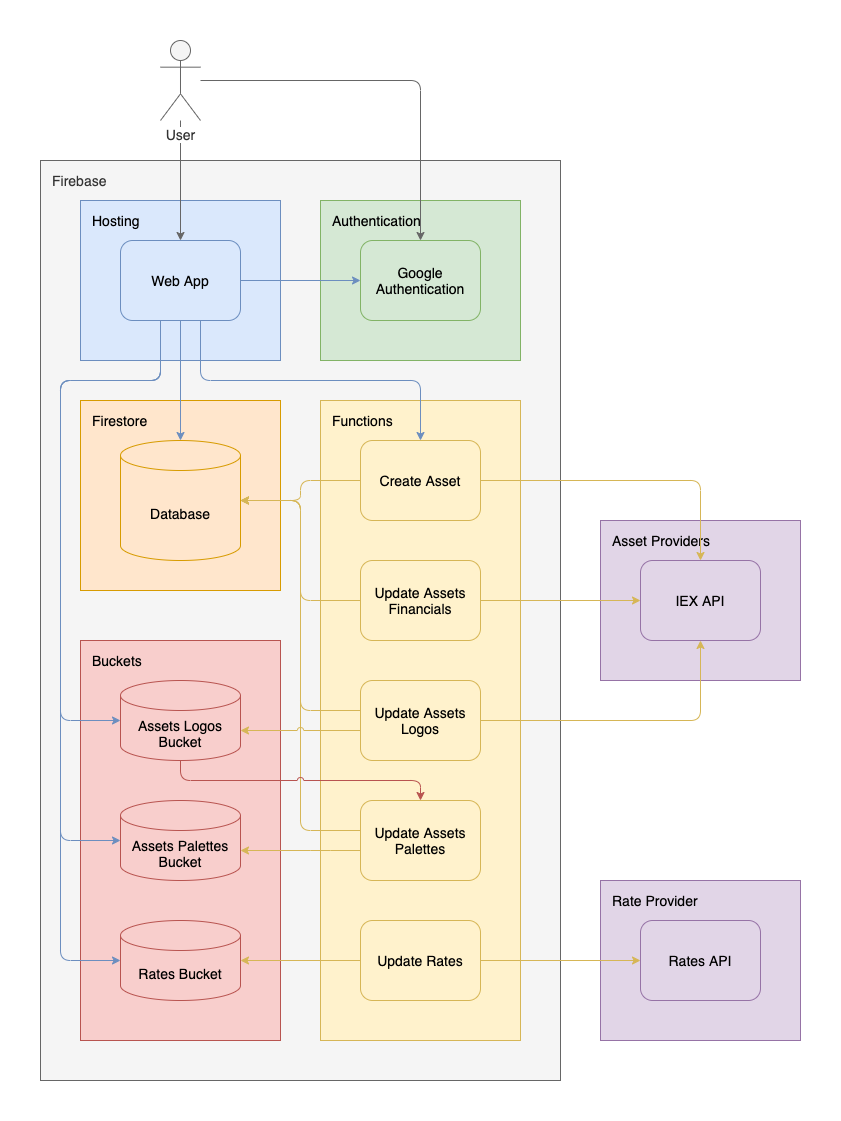 User
Firebase
Hosting
Authentication
Web App
Google
Authentication
Firestore
Functions
Database
Create Asset
Asset Providers
Update Assets
Financials
IEX API
Buckets
Assets Logos
Bucket
Update Assets
Logos
Assets Palettes
Bucket
Update Assets
Palettes
Rate Provider
Rates Bucket
Update Rates
Rates API